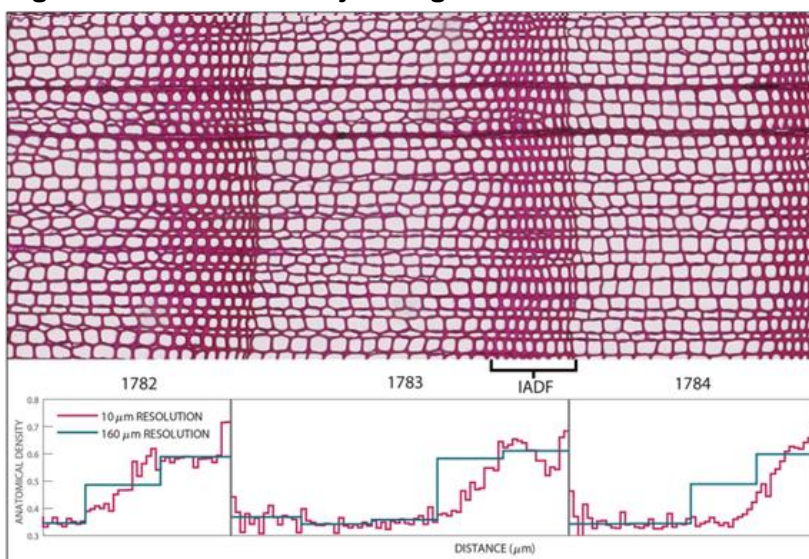 1782 1783 IADF 1784
0.8
0.7
0.6
0.5
0.4
0.3
ANATOMICAL DENSITY
10 μm RESOLUTION
160 μm RESOLUTION
DISTANCE (μm)